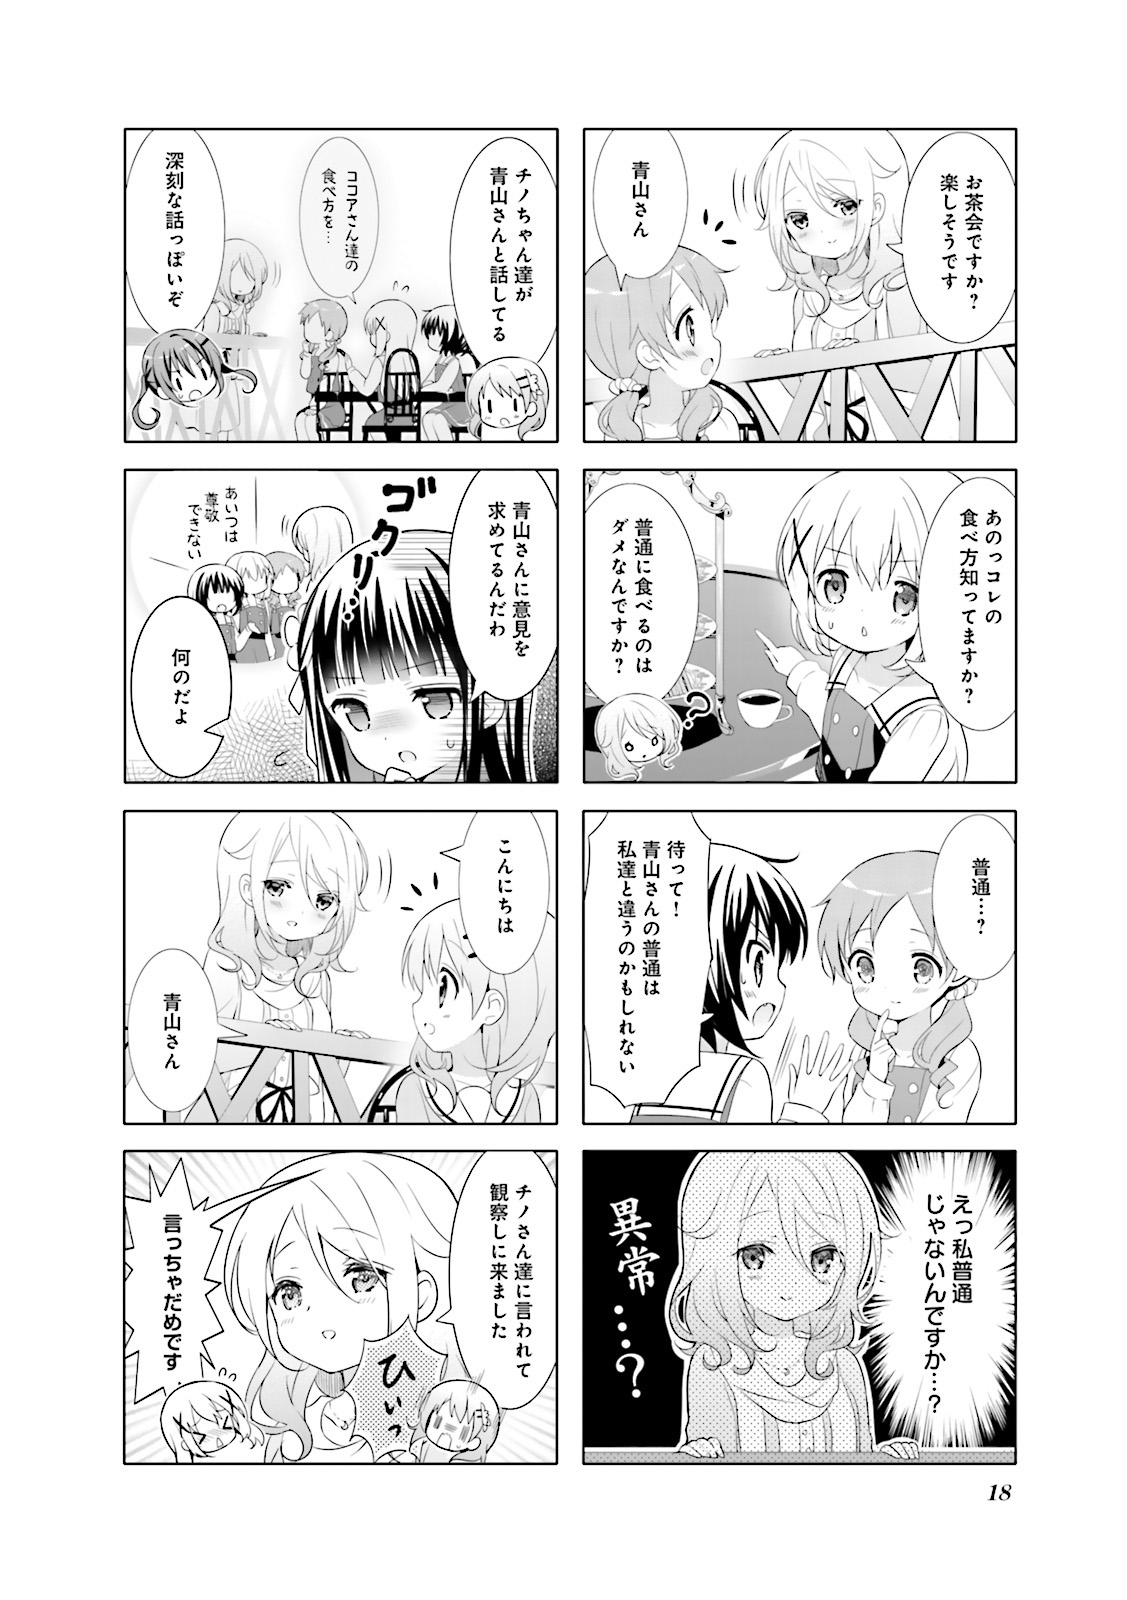 お茶会ですか?
楽しそうです
青山さん
あのっコレの
食べ方知ってますか?
普通に食べるのは
ダメなんですか?
?
普通…?
待って!
青山さんの普通は
私達と違うのかもしれない
えっ私普通
じゃないんですか…?
異常…?
チノちゃん達が
青山さんと話してる
ココアさん達の
食べ方を…
深刻な話っぽいぞ
青山さんに意見を
求めてるんだわ
ゴクリ…
あいつは
尊敬
できない
何のだよ
こんにちは
青山さん
チノさん達に言われて
観察しに来ました
ひぃっ
言っちゃだめです
18